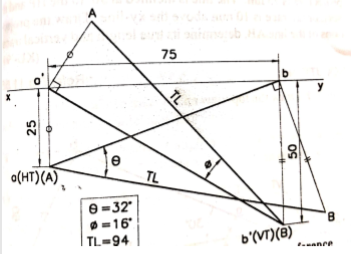 A
75
a'
b
x
y
TL
25
50
θ
ø
a(HT)(A)
TL
B
θ = 32°
ø = 16°
TL = 94
b'(VT)(B)